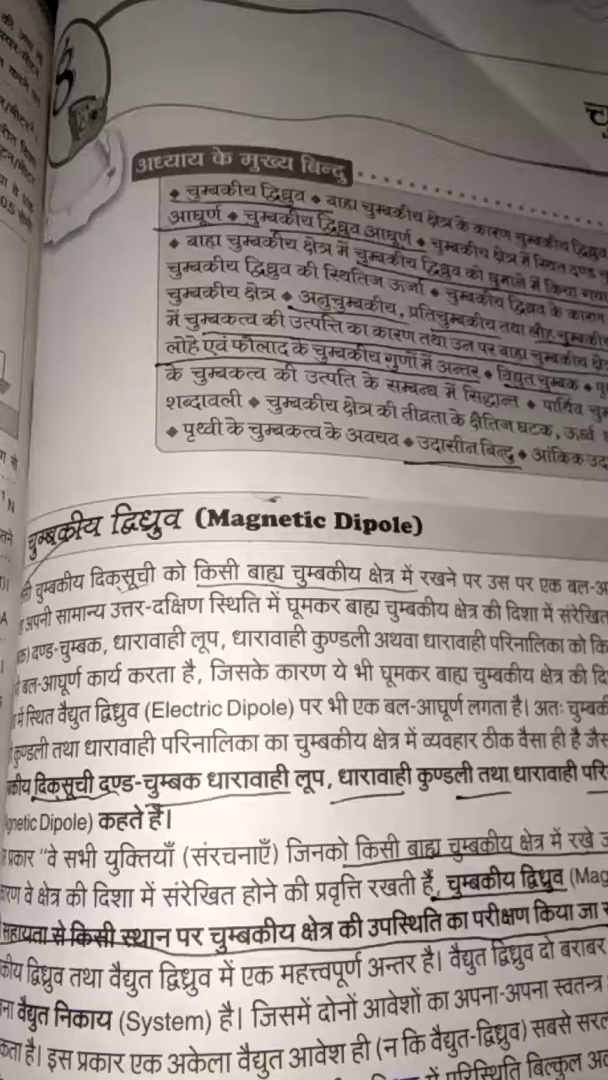 च
अध्याय के मुख्य बिन्दु
• चुम्बकीय द्विध्रुव • बाह्य चुम्बकीय क्षेत्र के कारण चुम्बकीय द्विध्रुव
आघूर्ण • चुम्बकीय द्विध्रुव आघूर्ण • चुम्बकीय क्षेत्र में स्थित दण्ड
• बाह्य चुम्बकीय क्षेत्र में चुम्बकीय द्विध्रुव को घुमाने में किया गया
चुम्बकीय द्विध्रुव की स्थितिज ऊर्जा • चुम्बकीय द्विध्रुव के कारण
चुम्बकीय क्षेत्र • अनुचुम्बकीय, प्रतिचुम्बकीय तथा लौह चुम्बकीय
में चुम्बकत्व की उत्पत्ति का कारण तथा उन पर बाह्य चुम्बकीय
लोहे एवं फौलाद के चुम्बकीय गुणों में अन्तर • विद्युत चुम्बक •
के चुम्बकत्व की उत्पति के सम्बन्ध में सिद्धान्त • पार्थिव
शब्दावली • चुम्बकीय क्षेत्र की तीव्रता के क्षैतिज घटक, ऊर्ध्व
• पृथ्वी के चुम्बकत्व के अवयव • उदासीन बिन्दु • आंकिक
चुम्बकीय द्विध्रुव (Magnetic Dipole)
चुम्बकीय दिक्सूची को किसी बाह्य चुम्बकीय क्षेत्र में रखने पर उस पर एक बल-आ
अपनी सामान्य उत्तर-दक्षिण स्थिति में घूमकर बाह्य चुम्बकीय क्षेत्र की दिशा में संरेखित
दण्ड-चुम्बक, धारावाही लूप, धारावाही कुण्डली अथवा धारावाही परिनालिका को कि
बल-आघूर्ण कार्य करता है, जिसके कारण ये भी घूमकर बाह्य चुम्बकीय क्षेत्र की दि
में स्थित वैद्युत द्विध्रुव (Electric Dipole) पर भी एक बल-आघूर्ण लगता है। अतः चुम्बकी
कुण्डली तथा धारावाही परिनालिका का चुम्बकीय क्षेत्र में व्यवहार ठीक वैसा ही है जैस
कीय दिक्सूची दण्ड-चुम्बक धारावाही लूप, धारावाही कुण्डली तथा धारावाही परि
gnetic Dipole) कहते हैं।
प्रकार "वे सभी युक्तियाँ (संरचनाएँ) जिनको किसी बाह्य चुम्बकीय क्षेत्र में रखे
कारण वे क्षेत्र की दिशा में संरेखित होने की प्रवृत्ति रखती हैं, चुम्बकीय द्विध्रुव (Mag
सहायता से किसी स्थान पर चुम्बकीय क्षेत्र की उपस्थिति का परीक्षण किया जा
कीय द्विध्रुव तथा वैद्युत द्विध्रुव में एक महत्त्वपूर्ण अन्तर है। वैद्युत द्विध्रुव दो बराबर
ना वैद्युत निकाय (System) है। जिसमें दोनों आवेशों का अपना-अपना स्वतन्त्र
कता है। इस प्रकार एक अकेला वैद्युत आवेश ही (न कि वैद्युत-द्विध्रुव) सबसे सरल
में परिस्थिति बिल्कुल